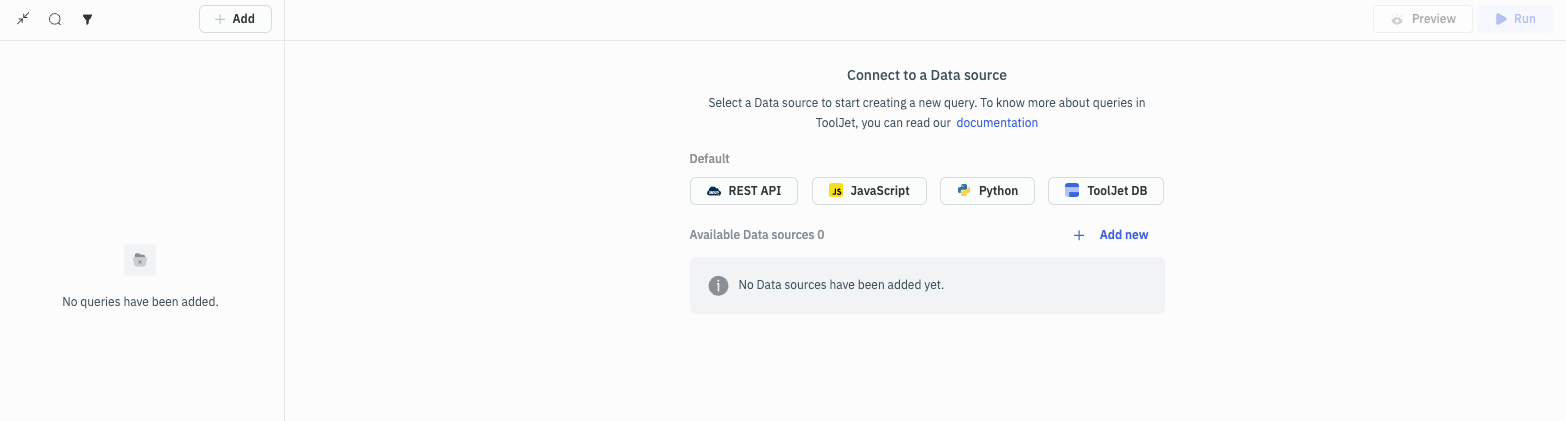 Add
Preview
Run
Connect to a Data source
Select a Data source to start creating a new query. To know more about queries in
ToolJet, you can read our documentation
Default
REST API
JS JavaScript
Python
ToolJet DB
Available Data sources 0
Add new
No Data sources have been added yet.
No queries have been added.